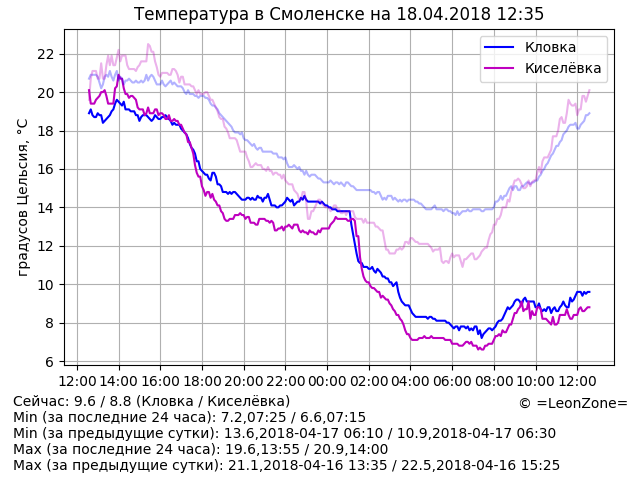 Температура в Смоленске на 18.04.2018 12:35
Кловка
Киселёвка
градусов Цельсия, °C
22
20
18
16
14
12
10
8
6
12:00 14:00 16:00 18:00 20:00 22:00 00:00 02:00 04:00 06:00 08:00 10:00 12:00
Сейчас: 9.6 / 8.8 (Кловка / Киселёвка)
© =LeonZone=
Min (за последние 24 часа): 7.2,07:25 / 6.6,07:15
Min (за предыдущие сутки): 13.6,2018-04-17 06:10 / 10.9,2018-04-17 06:30
Max (за последние 24 часа): 19.6,13:55 / 20.9,14:00
Max (за предыдущие сутки): 21.1,2018-04-16 13:35 / 22.5,2018-04-16 15:25